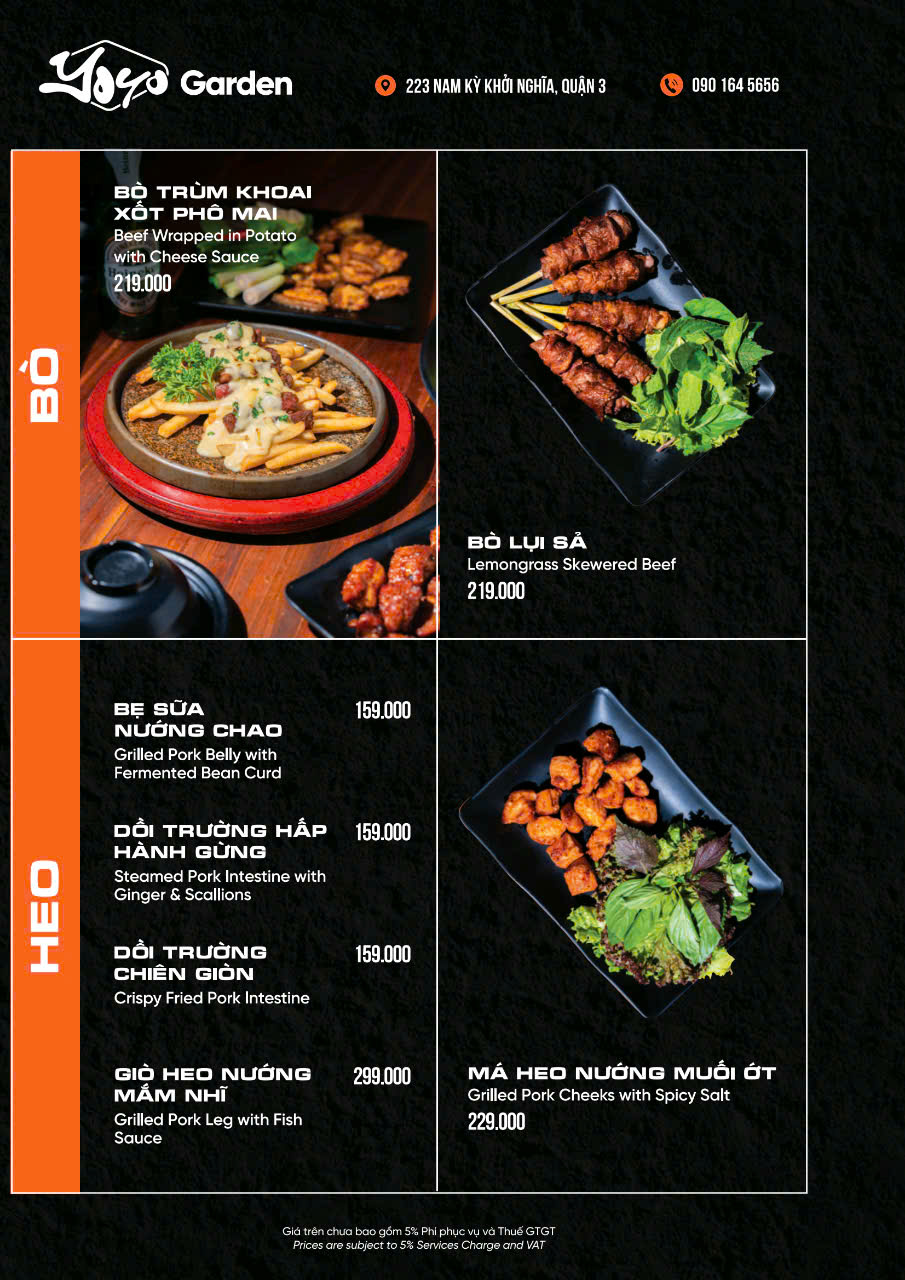 yoyo Garden
223 NAM KỲ KHỞI NGHĨA, QUẬN 3
090 164 5656
BÒ
BÒ TRÙM KHOAI
XỐT PHÔ MAI
Beef Wrapped in Potato
with Cheese Sauce
219.000
BÒ LỤI SẢ
Lemongrass Skewered Beef
219.000
HEO
BẸ SỮA
NƯỚNG CHAO
159.000
Grilled Pork Belly with
Fermented Bean Curd
DỒI TRƯỜNG HẤP
HÀNH GỪNG
159.000
Steamed Pork Intestine with
Ginger & Scallions
DỒI TRƯỜNG
CHIÊN GIÒN
159.000
Crispy Fried Pork Intestine
GIÒ HEO NƯỚNG
MẮM NHĨ
299.000
Grilled Pork Leg with Fish
Sauce
MÁ HEO NƯỚNG MUỐI ỚT
Grilled Pork Cheeks with Spicy Salt
229.000
Giá trên chưa bao gồm 5% Phí phục vụ và Thuế GTGT
Prices are subject to 5% Services Charge and VAT